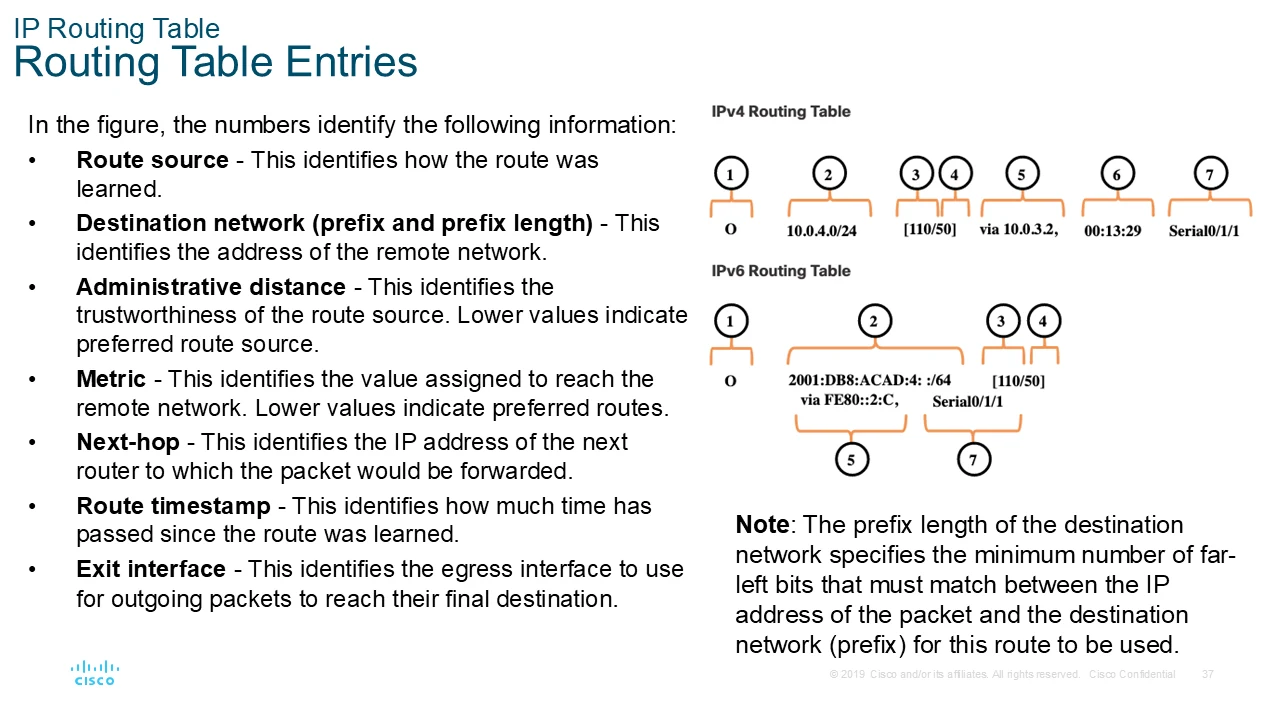 IP Routing Table
Routing Table Entries
In the figure, the numbers identify the following information:
• Route source - This identifies how the route was
learned.
• Destination network (prefix and prefix length) - This
identifies the address of the remote network.
• Administrative distance - This identifies the
trustworthiness of the route source. Lower values indicate
preferred route source.
• Metric - This identifies the value assigned to reach the
remote network. Lower values indicate preferred routes.
• Next-hop - This identifies the IP address of the next
router to which the packet would be forwarded.
• Route timestamp - This identifies how much time has
passed since the route was learned.
• Exit interface - This identifies the egress interface to use
for outgoing packets to reach their final destination.
IPv4 Routing Table
1 2 3 4 5 6 7
O 10.0.4.0/24 [110/50] via 10.0.3.2, 00:13:29 Serial0/1/1
IPv6 Routing Table
1 2 3 4
O 2001:DB8:ACAD:4: :/64 [110/50]
via FE80::2:C, Serial0/1/1
5 7
Note: The prefix length of the destination
network specifies the minimum number of far-
left bits that must match between the IP
address of the packet and the destination
network (prefix) for this route to be used.
CISCO
© 2019 Cisco and/or its affiliates. All rights reserved. Cisco Confidential 37